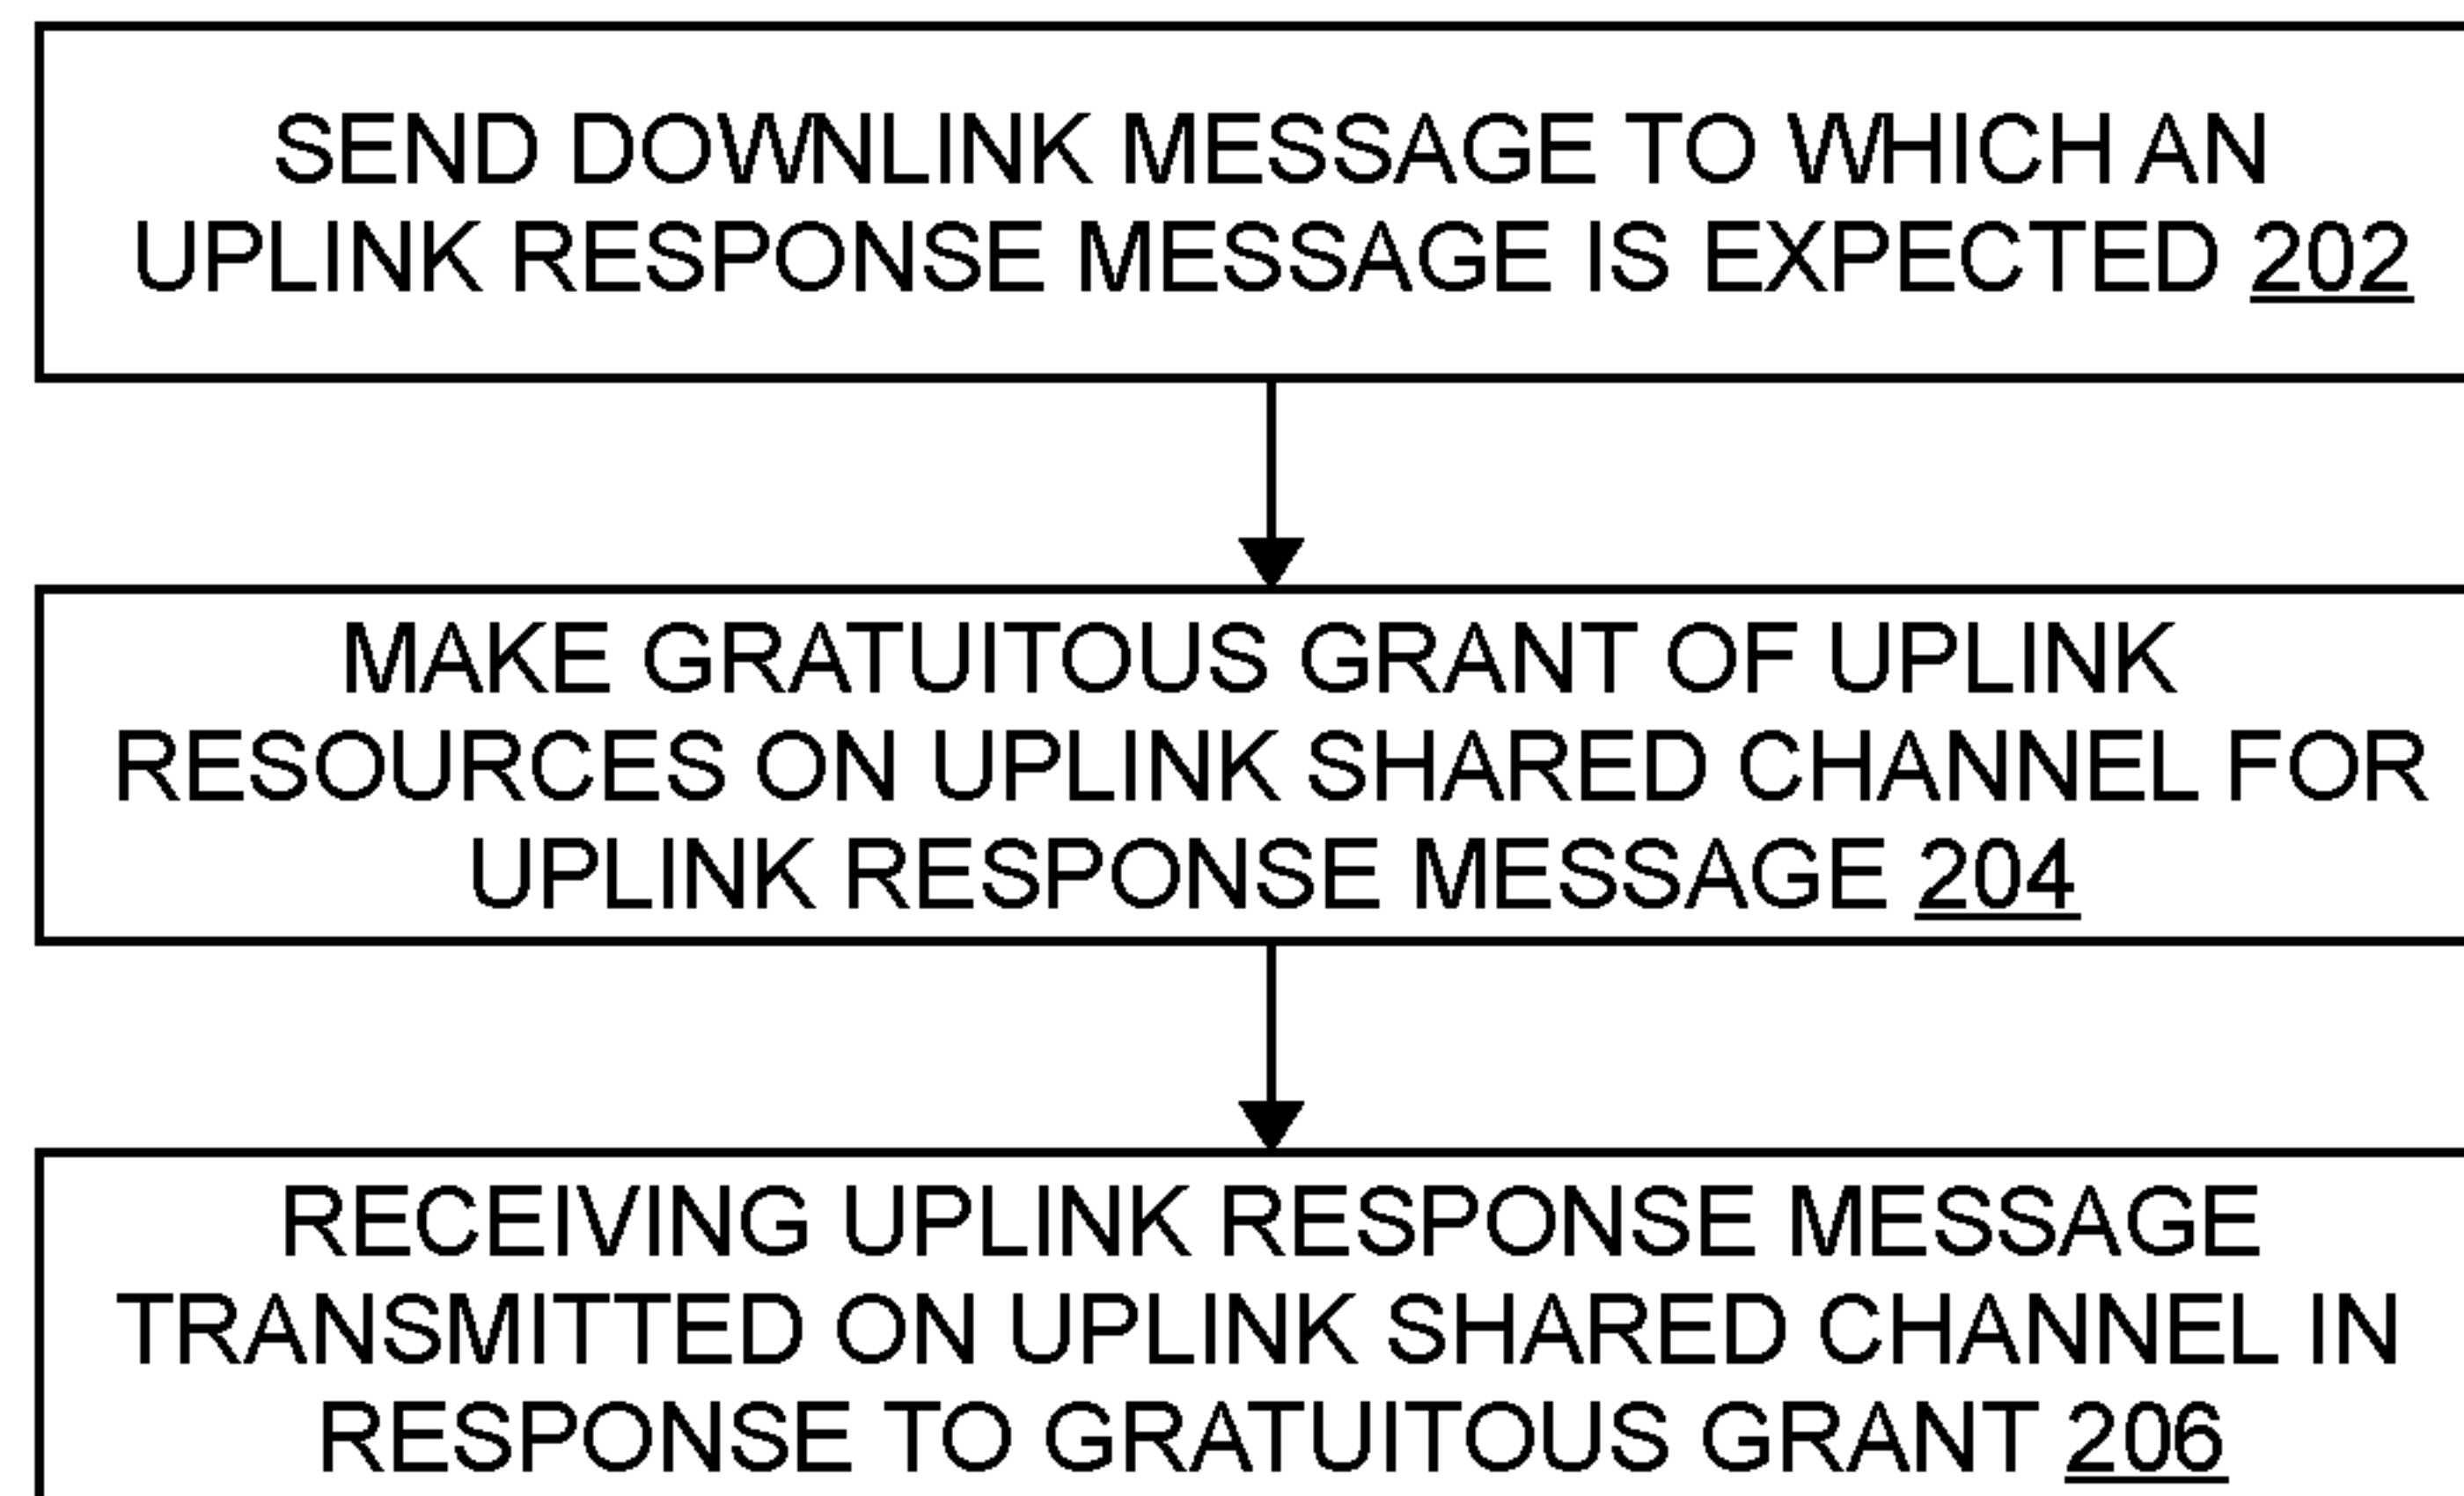 SEND DOWNLINK MESSAGE TO WHICH AN
UPLINK RESPONSE MESSAGE IS EXPECTED 202
MAKE GRATUITOUS GRANT OF UPLINK
RESOURCES ON UPLINK SHARED CHANNEL FOR
UPLINK RESPONSE MESSAGE 204
RECEIVING UPLINK RESPONSE MESSAGE
TRANSMITTED ON UPLINK SHARED CHANNEL IN
RESPONSE TO GRATUITOUS GRANT 206